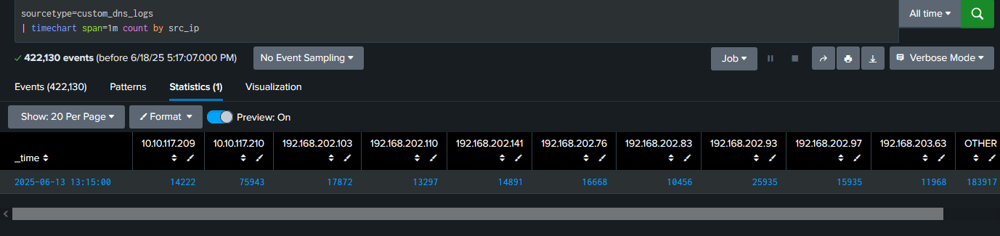 sourcetype=custom_dns_logs
| timechart span=1m count by src_ip
All time
422,130 events (before 6/18/25 5:17:07.000 PM)
No Event Sampling
Job
Verbose Mode
Events (422,130) Patterns Statistics (1) Visualization
Show: 20 Per Page Format Preview: On
_time 10.10.117.209 10.10.117.210 192.168.202.103 192.168.202.110 192.168.202.141 192.168.202.76 192.168.202.83 192.168.202.93 192.168.202.97 192.168.203.63 OTHER
2025-06-13 13:15:00 14222 75943 17872 13297 14891 16668 10456 25935 15935 11968 183917